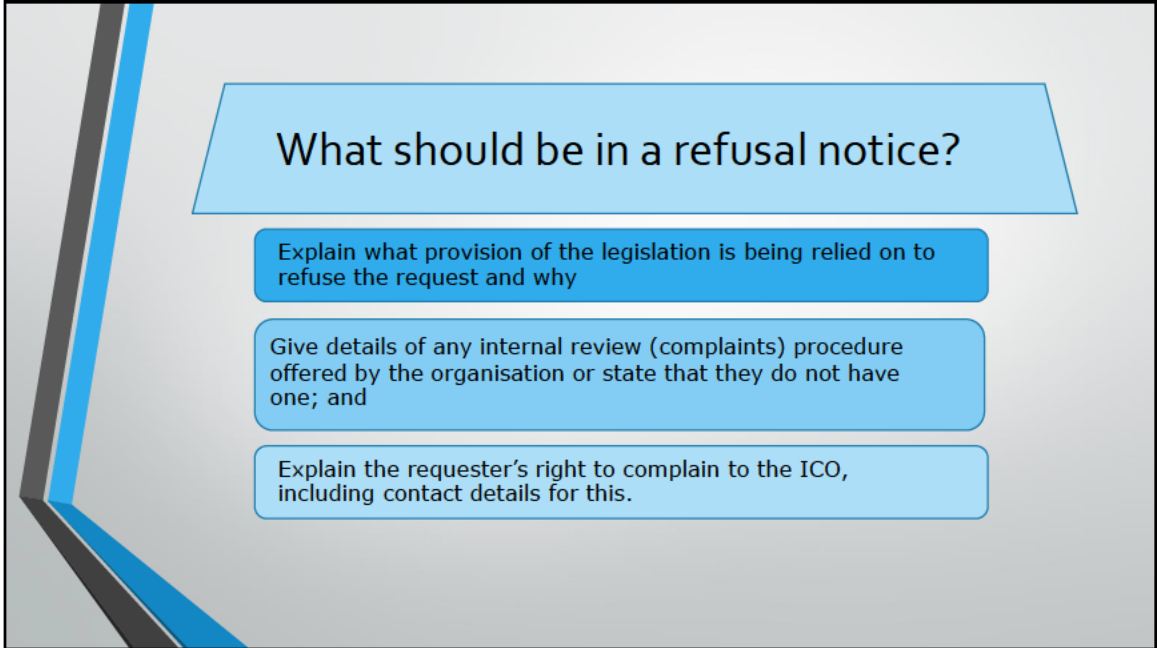 What should be in a refusal notice?
Explain what provision of the legislation is being relied on to
refuse the request and why
Give details of any internal review (complaints) procedure
offered by the organisation or state that they do not have
one; and
Explain the requester’s right to complain to the ICO,
including contact details for this.